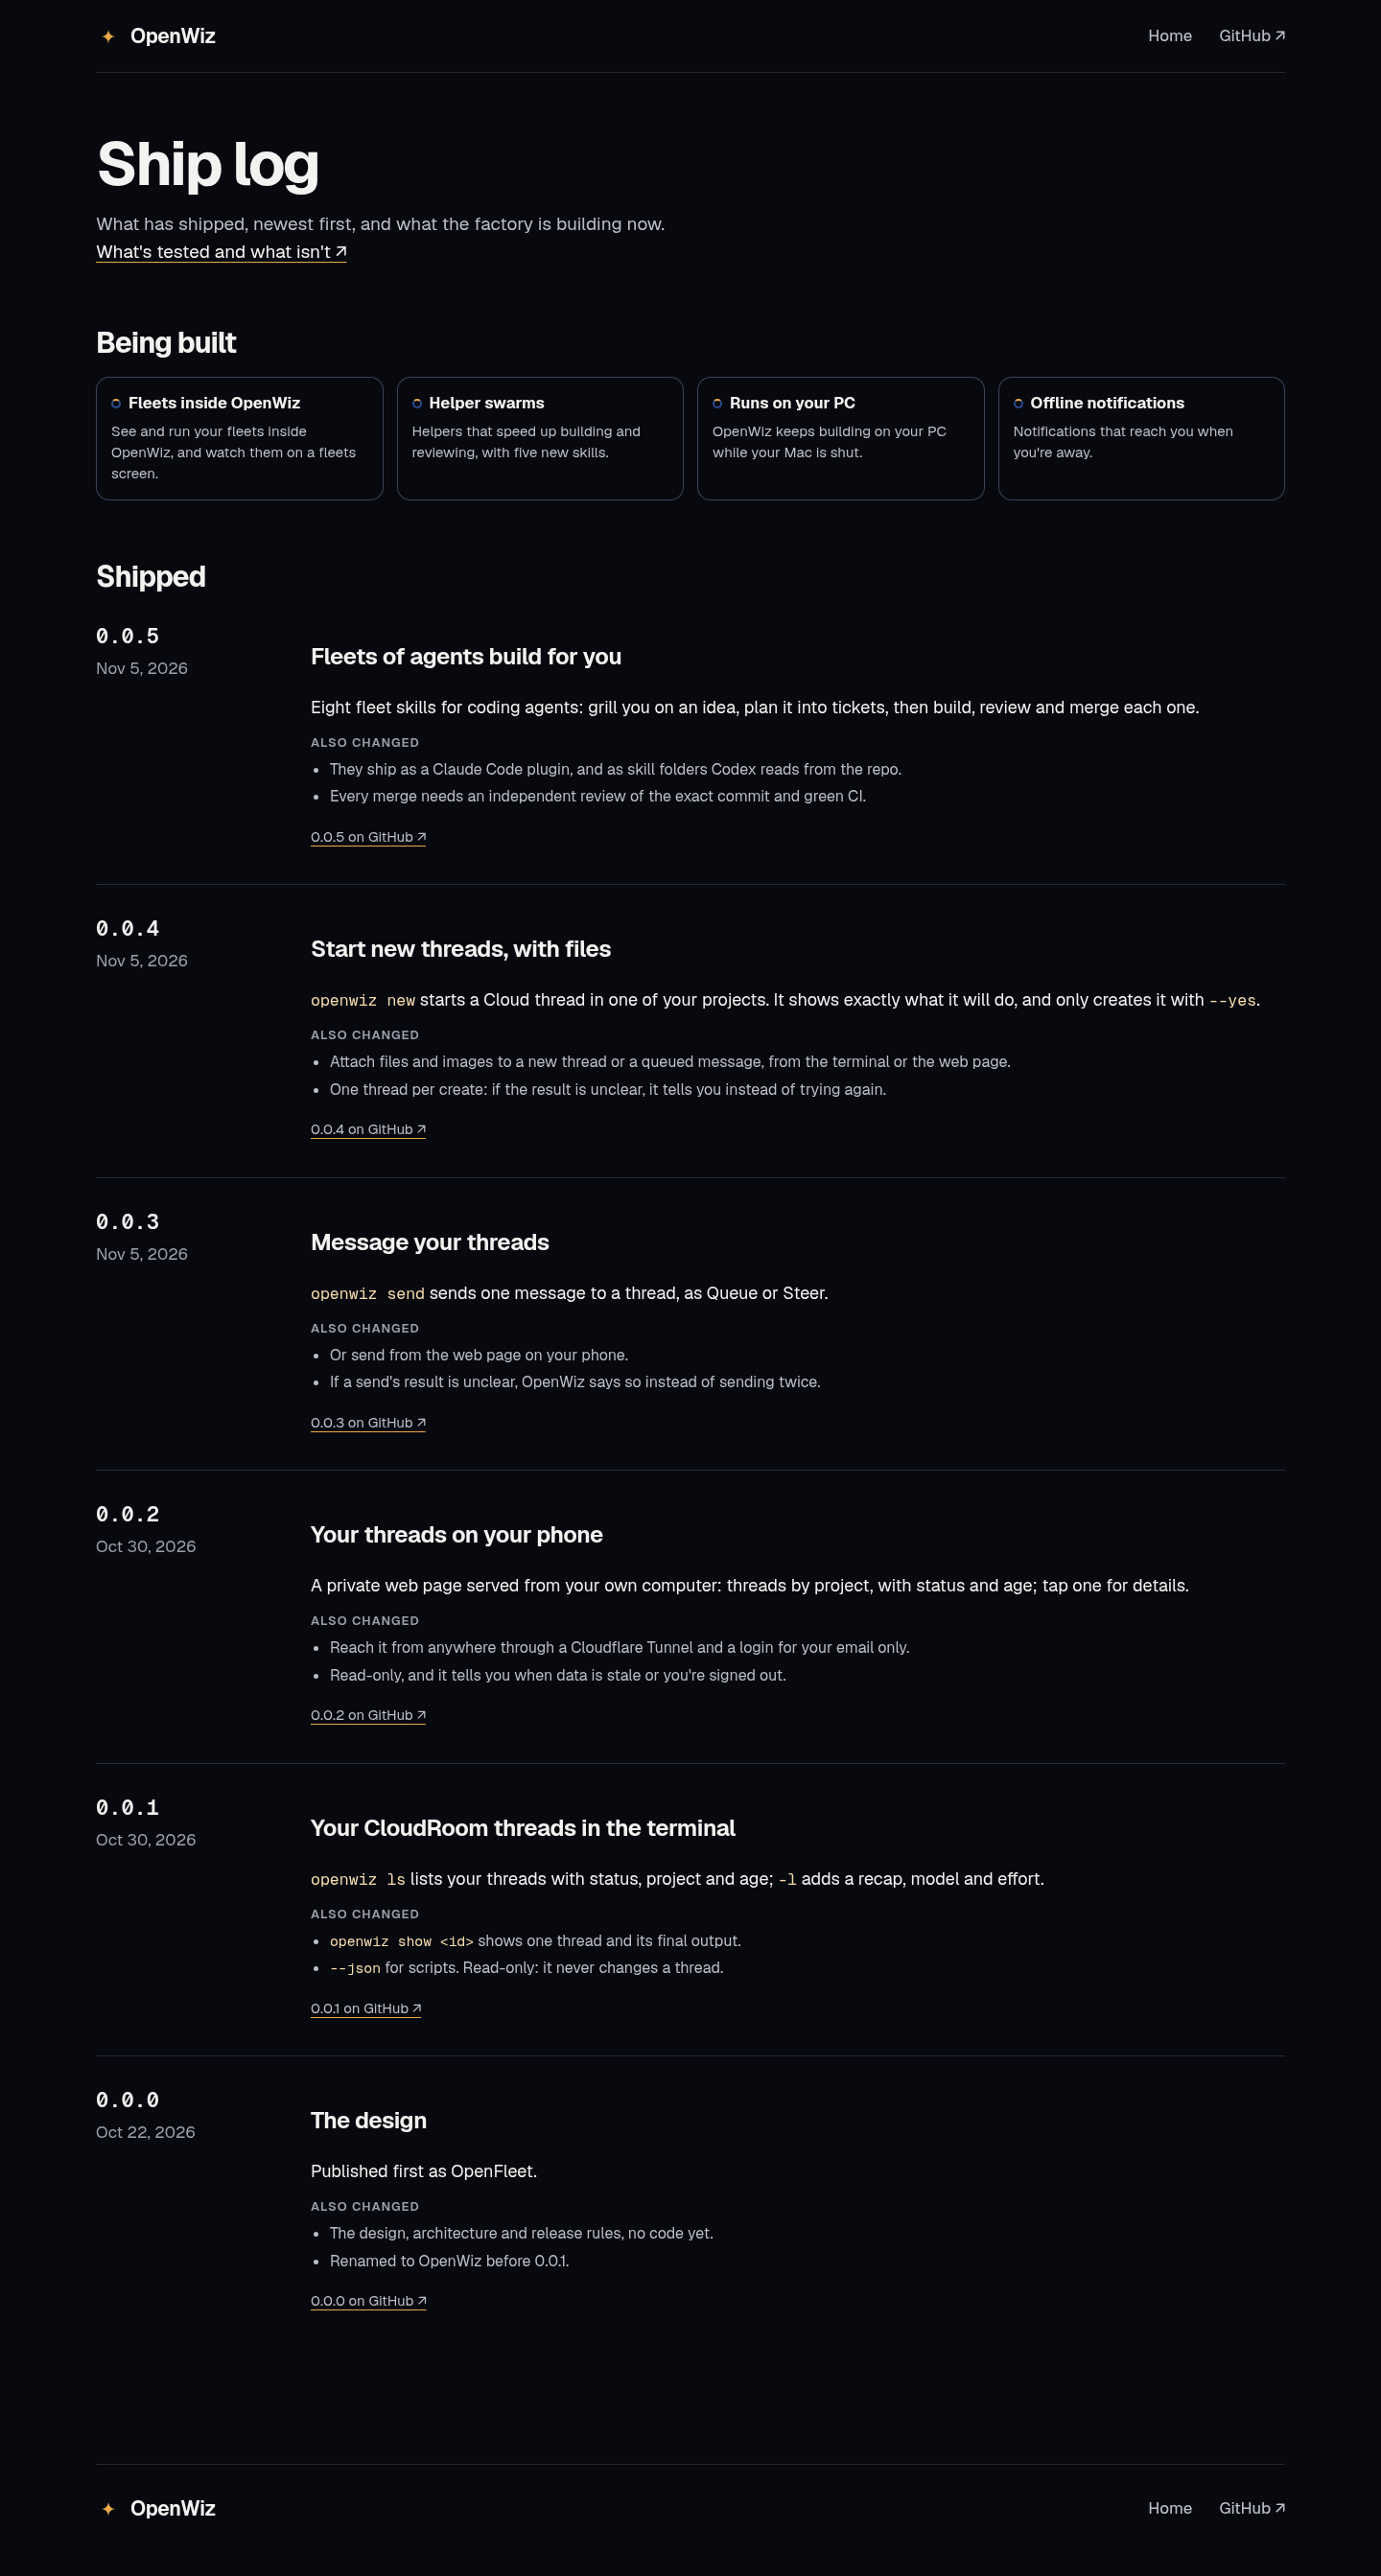 ✦ OpenWiz
Home GitHub ↗
Ship log
What has shipped, newest first, and what the factory is building now.
What's tested and what isn't ↗
Being built
Fleets inside OpenWiz
See and run your fleets inside
OpenWiz, and watch them on a fleets
screen.
Helper swarms
Helpers that speed up building and
reviewing, with five new skills.
Runs on your PC
OpenWiz keeps building on your PC
while your Mac is shut.
Offline notifications
Notifications that reach you when
you're away.
Shipped
0.0.5
Nov 5, 2026
Fleets of agents build for you
Eight fleet skills for coding agents: grill you on an idea, plan it into tickets, then build, review and merge each one.
ALSO CHANGED
• They ship as a Claude Code plugin, and as skill folders Codex reads from the repo.
• Every merge needs an independent review of the exact commit and green CI.
0.0.5 on GitHub ↗
0.0.4
Nov 5, 2026
Start new threads, with files
openwiz new starts a Cloud thread in one of your projects. It shows exactly what it will do, and only creates it with --yes.
ALSO CHANGED
• Attach files and images to a new thread or a queued message, from the terminal or the web page.
• One thread per create: if the result is unclear, it tells you instead of trying again.
0.0.4 on GitHub ↗
0.0.3
Nov 5, 2026
Message your threads
openwiz send sends one message to a thread, as Queue or Steer.
ALSO CHANGED
• Or send from the web page on your phone.
• If a send's result is unclear, OpenWiz says so instead of sending twice.
0.0.3 on GitHub ↗
0.0.2
Oct 30, 2026
Your threads on your phone
A private web page served from your own computer: threads by project, with status and age; tap one for details.
ALSO CHANGED
• Reach it from anywhere through a Cloudflare Tunnel and a login for your email only.
• Read-only, and it tells you when data is stale or you're signed out.
0.0.2 on GitHub ↗
0.0.1
Oct 30, 2026
Your CloudRoom threads in the terminal
openwiz ls lists your threads with status, project and age; -l adds a recap, model and effort.
ALSO CHANGED
• openwiz show <id> shows one thread and its final output.
• --json for scripts. Read-only: it never changes a thread.
0.0.1 on GitHub ↗
0.0.0
Oct 22, 2026
The design
Published first as OpenFleet.
ALSO CHANGED
• The design, architecture and release rules, no code yet.
• Renamed to OpenWiz before 0.0.1.
0.0.0 on GitHub ↗
✦ OpenWiz
Home GitHub ↗